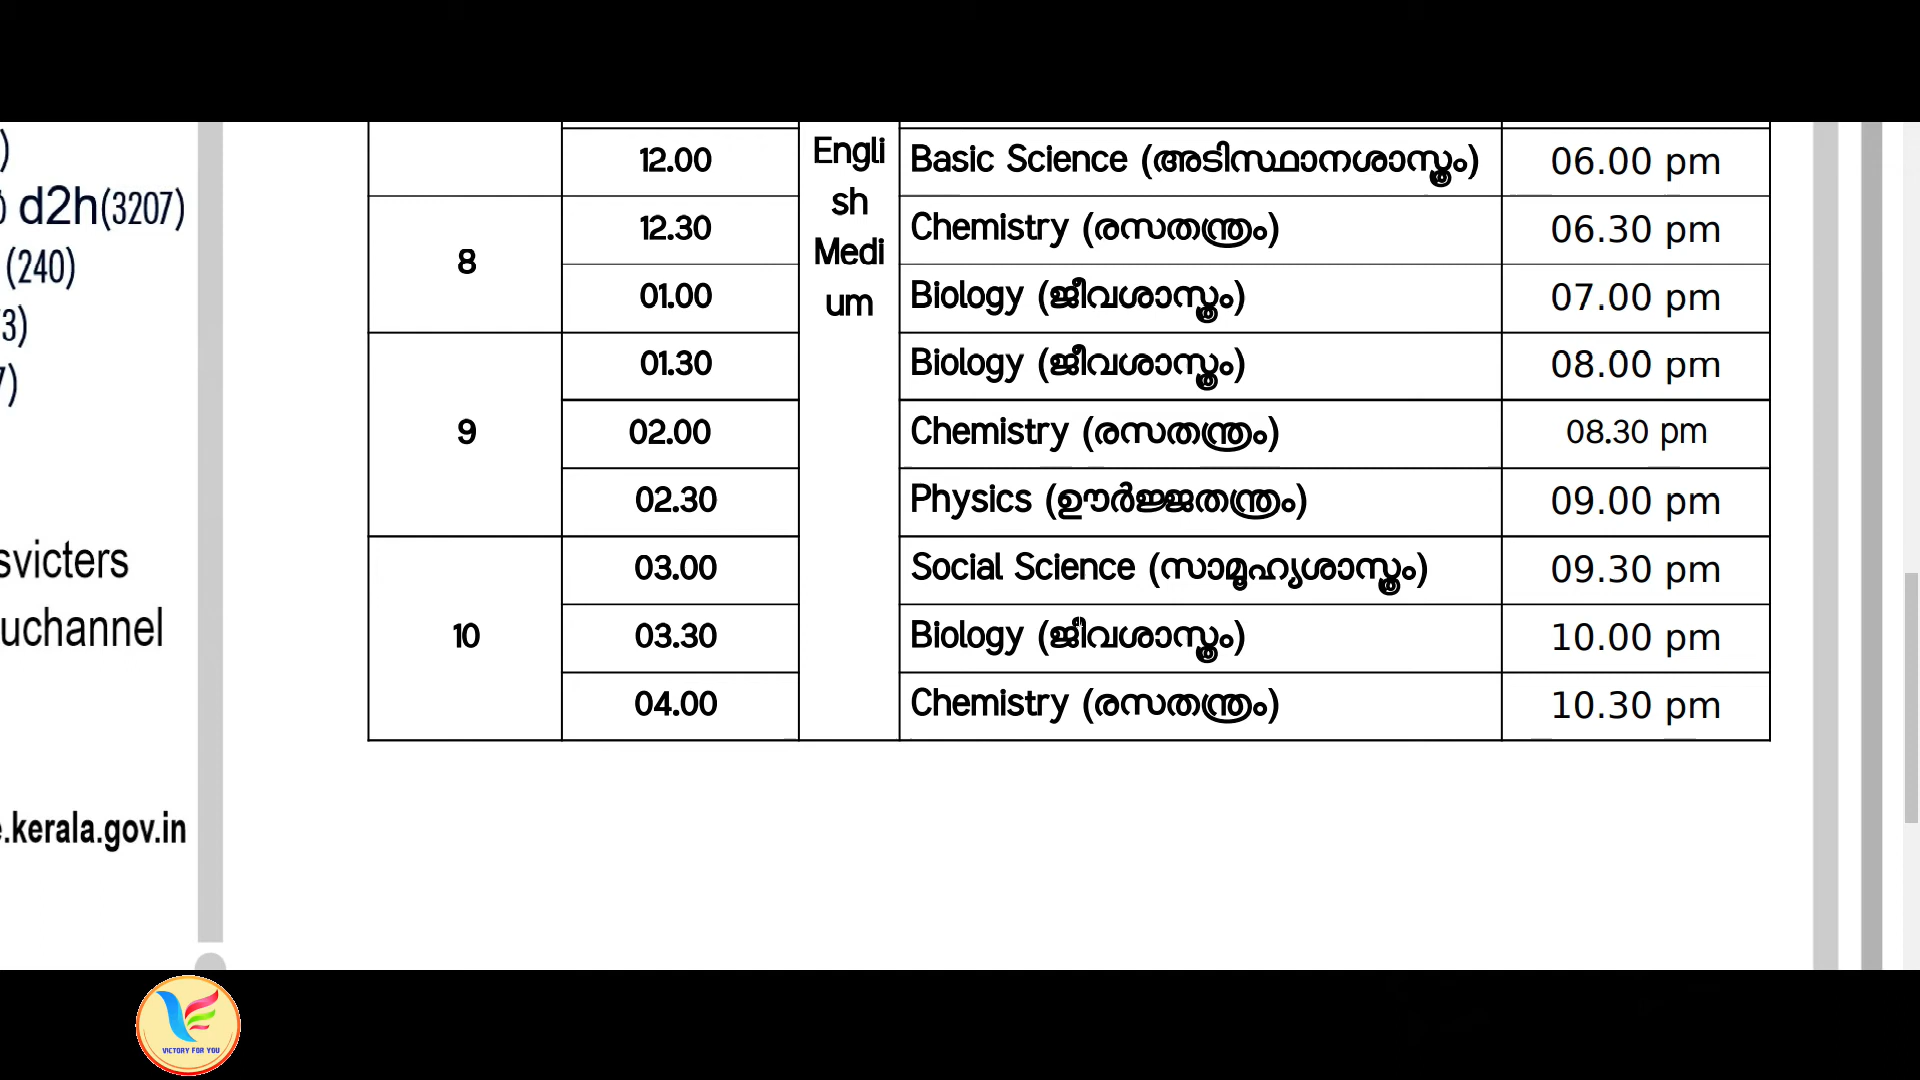 )
d2h(3207)
(240)
3)
7)
svicters
uchannel
.kerala.gov.in
12.00 Basic Science (അടിസ്ഥാനശാസ്ത്രം) 06.00 pm
8
12.30 Chemistry (രസതന്ത്രം) 06.30 pm
01.00 Biology (ജീവശാസ്ത്രം) 07.00 pm
Engli
sh
Medi
um
9
01.30 Biology (ജീവശാസ്ത്രം) 08.00 pm
02.00 Chemistry (രസതന്ത്രം) 08.30 pm
02.30 Physics (ഊർജ്ജതന്ത്രം) 09.00 pm
10
03.00 Social Science (സാമൂഹ്യശാസ്ത്രം) 09.30 pm
03.30 Biology (ജീവശാസ്ത്രം) 10.00 pm
04.00 Chemistry (രസതന്ത്രം) 10.30 pm
VICTORY FOR YOU